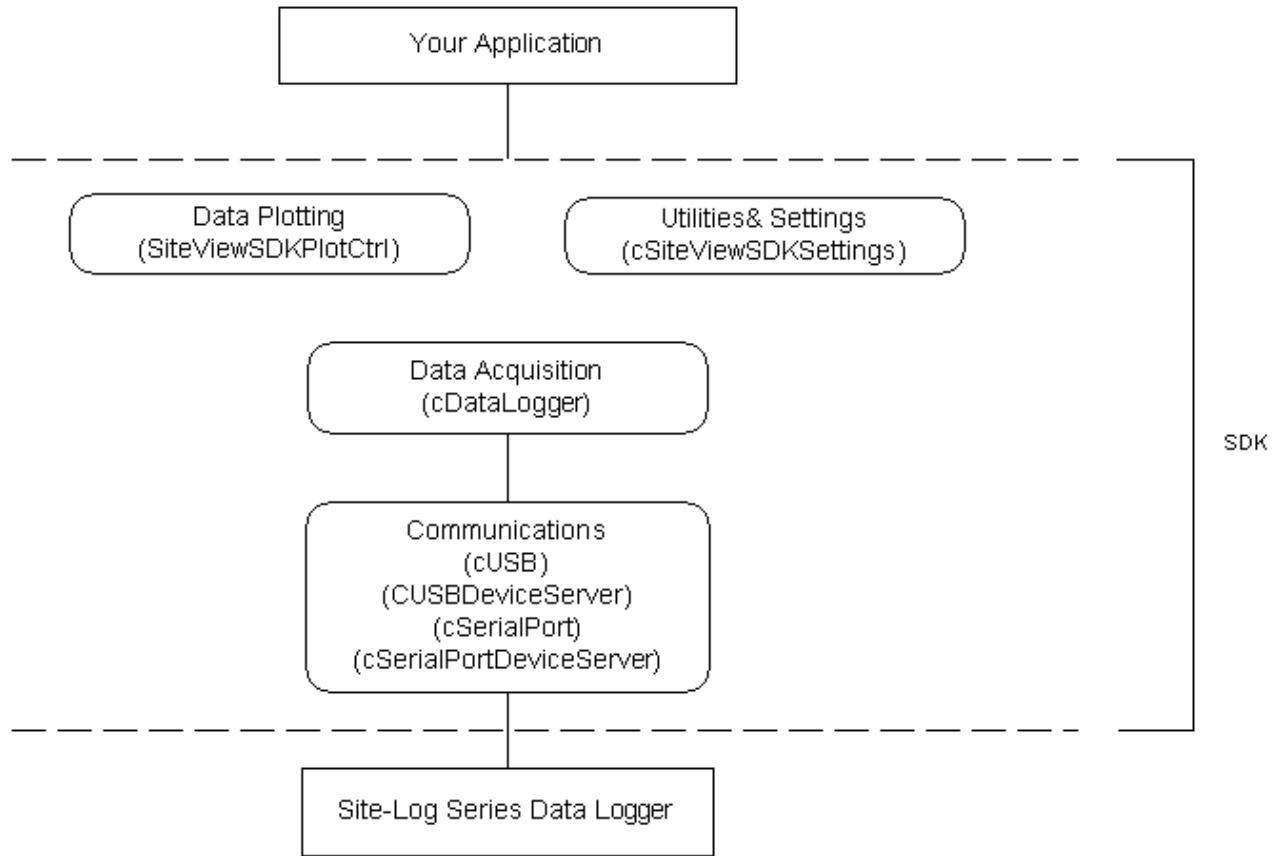 Your Application
Data Plotting
(SiteViewSDKPlotCtrl)
Utilities& Settings
(cSiteViewSDKSettings)
Data Acquisition
(cDataLogger)
SDK
Communications
(cUSB)
(CUSBDeviceServer)
(cSerialPort)
(cSerialPortDeviceServer)
Site-Log Series Data Logger